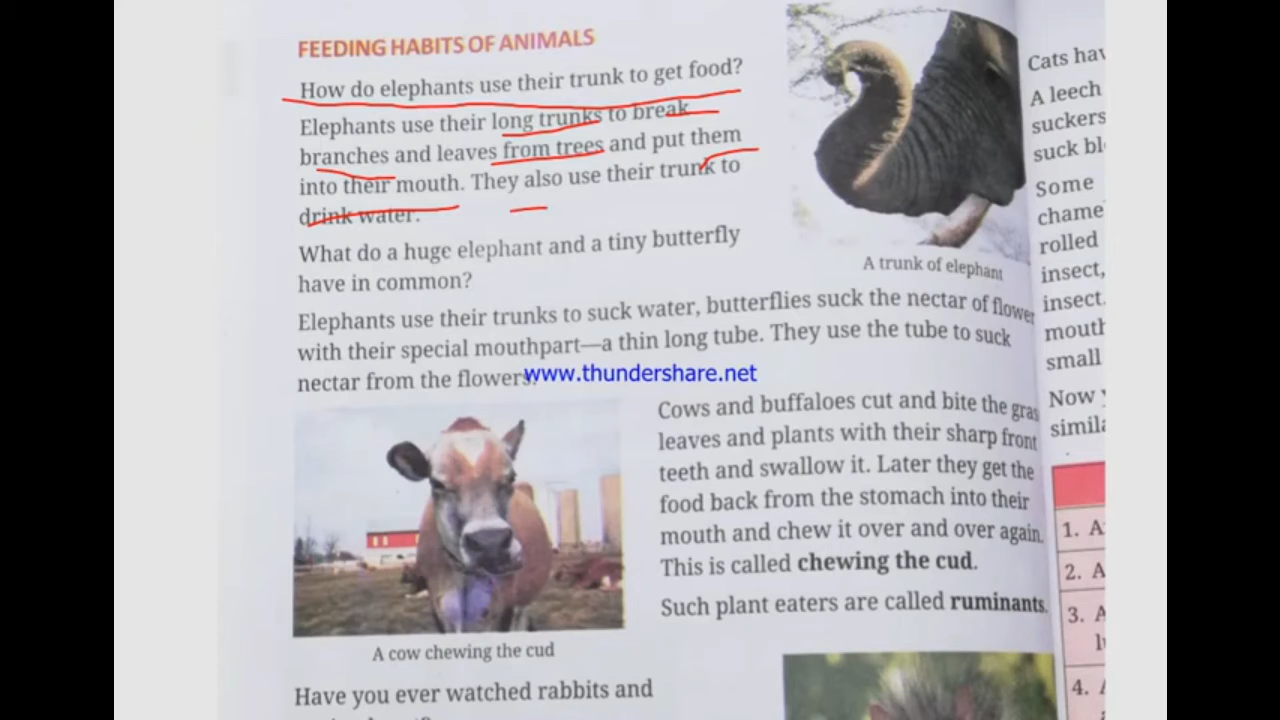 FEEDING HABITS OF ANIMALS
How do elephants use their trunk to get food?
Elephants use their long trunks to break
branches and leaves from trees and put them
into their mouth. They also use their trunk to
drink water.
What do a huge elephant and a tiny butterfly
have in common?
A trunk of elephant
Elephants use their trunks to suck water, butterflies suck the nectar of flower
with their special mouthpart—a thin long tube. They use the tube to suck
nectar from the flowers.
www.thundershare.net
Cows and buffaloes cut and bite the gras
leaves and plants with their sharp front
teeth and swallow it. Later they get the
food back from the stomach into their
mouth and chew it over and over again.
This is called chewing the cud.
Such plant eaters are called ruminants.
A cow chewing the cud
Have you ever watched rabbits and
Cats hav
A leech
suckers
suck bl
Some
chame
rolled
insect,
insect.
mouth
small
Now
simila
1. A
2. A
3. A
4.